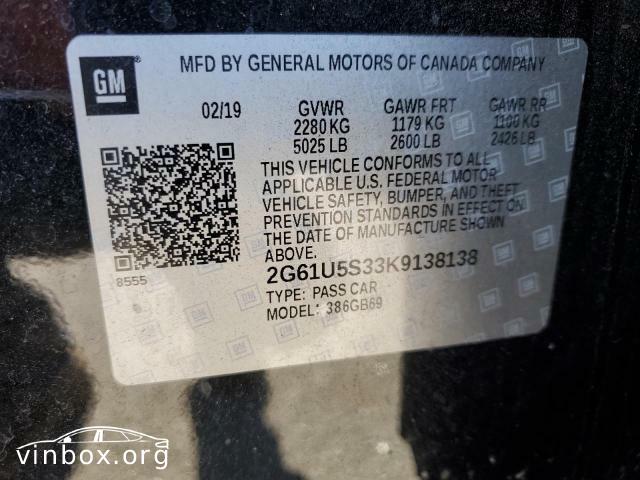 GM
MFD BY GENERAL MOTORS OF CANADA COMPANY
02/19 GVWR GAWR FRT GAWR RR
2280 KG 1179 KG 1100 KG
5025 LB 2600 LB 2426 LB
THIS VEHICLE CONFORMS TO ALL
APPLICABLE U.S. FEDERAL MOTOR
VEHICLE SAFETY, BUMPER, AND THEFT
PREVENTION STANDARDS IN EFFECT ON
THE DATE OF MANUFACTURE SHOWN
ABOVE.
8555
2G61U5S33K9138138
TYPE: PASS CAR
MODEL: 386GB69
vinbox.org